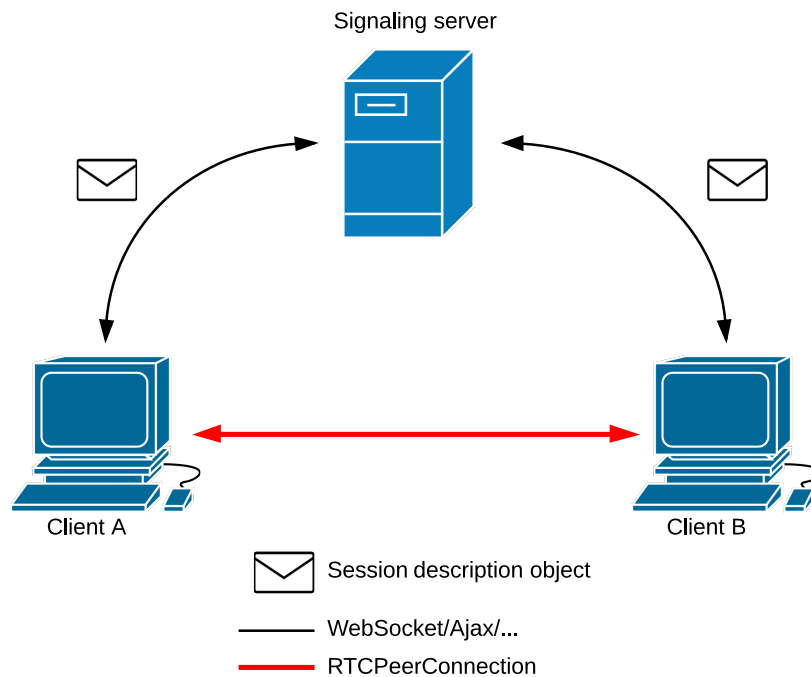 Signaling server
Client A
Client B
Session description object
WebSocket/Ajax/...
RTCPeerConnection